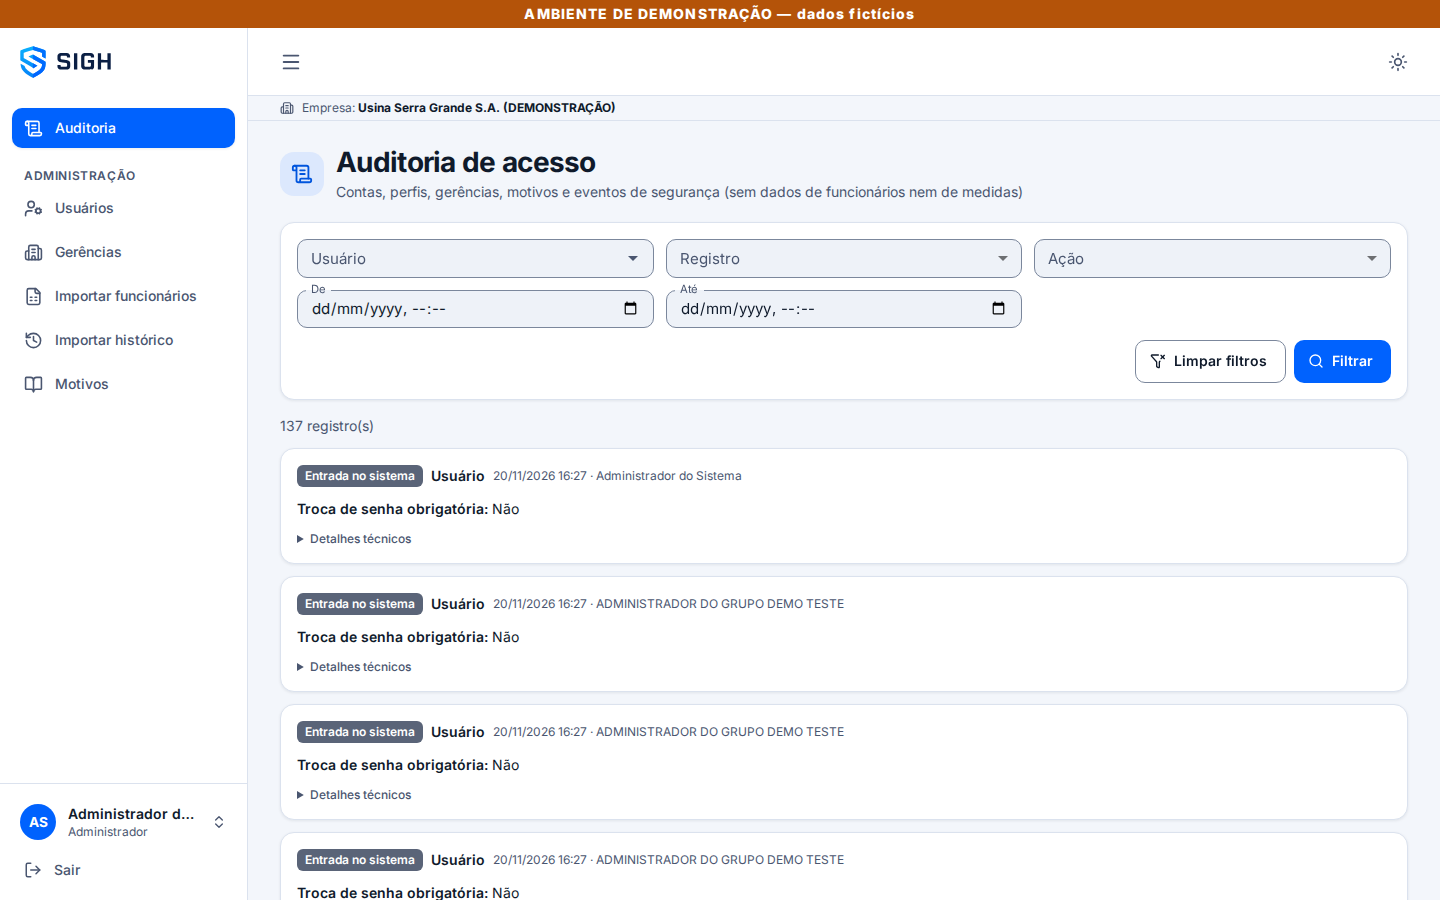 AMBIENTE DE DEMONSTRAÇÃO — dados fictícios
SIGH
Auditoria
ADMINISTRAÇÃO
Usuários
Gerências
Importar funcionários
Importar histórico
Motivos
Administrador d...
AS
Administrador
Sair
Empresa: Usina Serra Grande S.A. (DEMONSTRAÇÃO)
Auditoria de acesso
Contas, perfis, gerências, motivos e eventos de segurança (sem dados de funcionários nem de medidas)
Usuário
Registro
Ação
De
dd/mm/yyyy, --:--
Até
dd/mm/yyyy, --:--
Limpar filtros
Filtrar
137 registro(s)
Entrada no sistema Usuário 20/11/2026 16:27 · Administrador do Sistema
Troca de senha obrigatória: Não
Detalhes técnicos
Entrada no sistema Usuário 20/11/2026 16:27 · ADMINISTRADOR DO GRUPO DEMO TESTE
Troca de senha obrigatória: Não
Detalhes técnicos
Entrada no sistema Usuário 20/11/2026 16:27 · ADMINISTRADOR DO GRUPO DEMO TESTE
Troca de senha obrigatória: Não
Detalhes técnicos
Entrada no sistema Usuário 20/11/2026 16:27 · ADMINISTRADOR DO GRUPO DEMO TESTE
Troca de senha obrigatória: Não